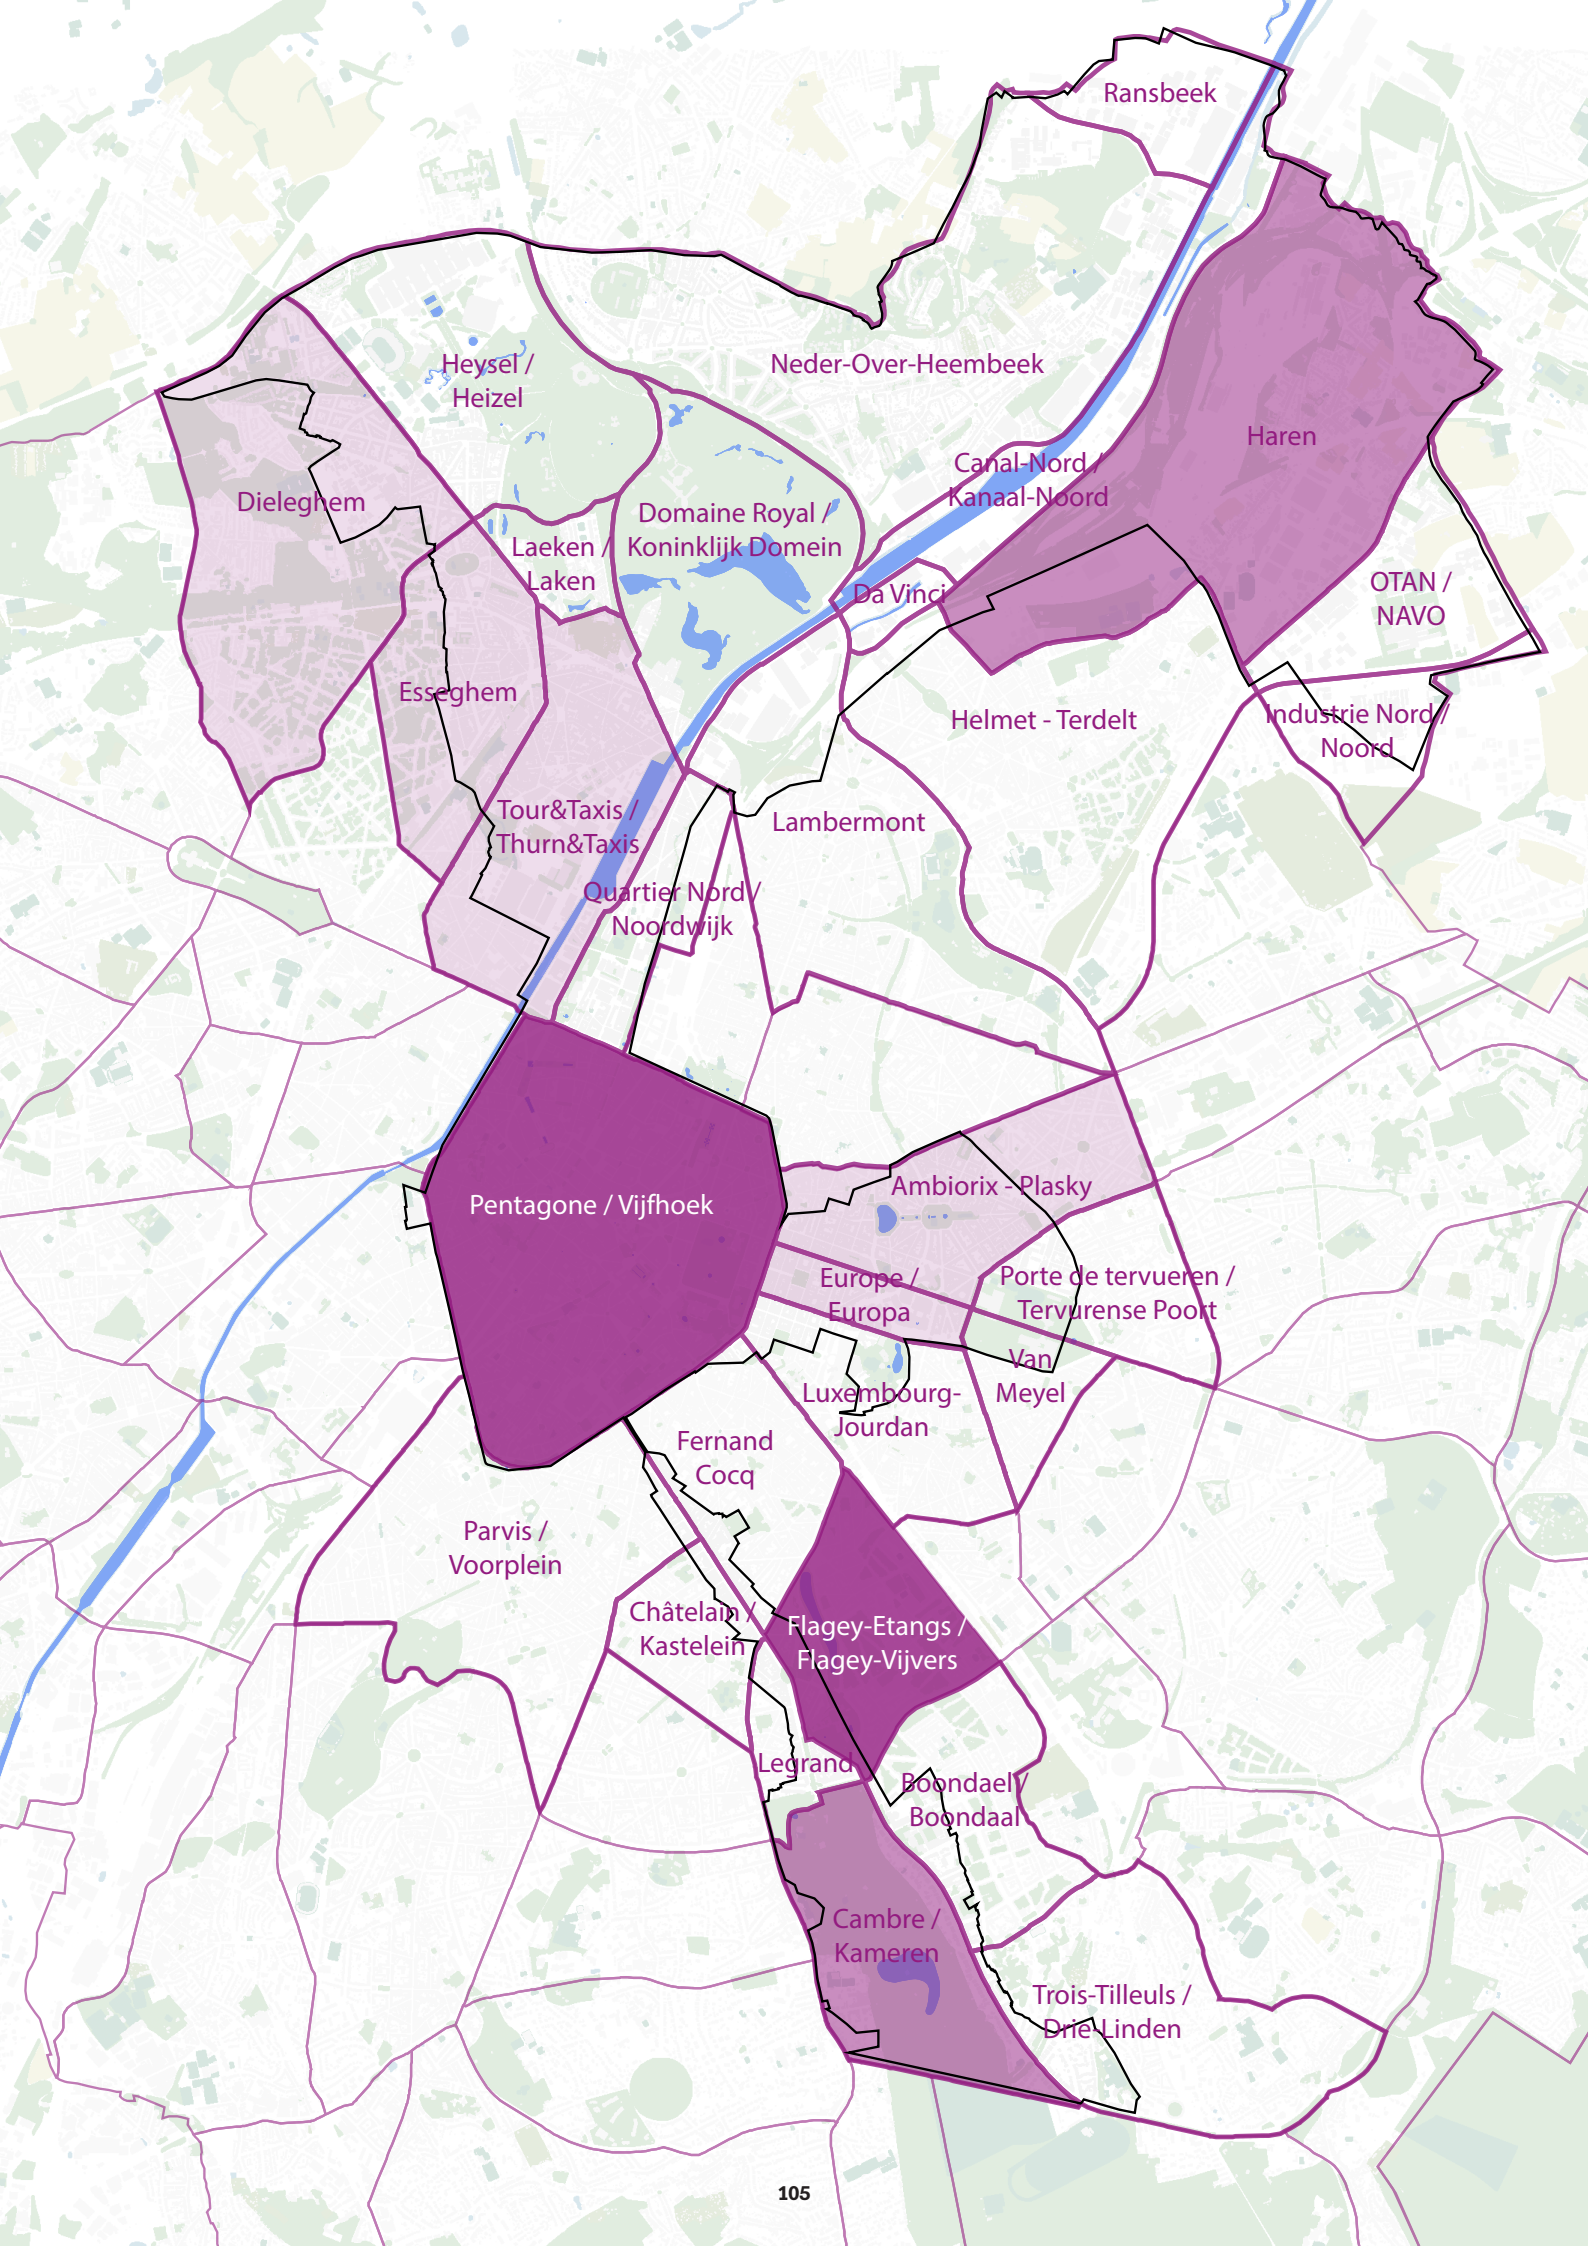 Ransbeek
Heysel /
Heizel
Neder-Over-Heembeek
Haren
Canal-Nord /
Kanaal-Noord
Dieleghem
Domaine Royal /
Koninklijk Domein
Laeken /
Laken
Da Vinci
OTAN /
NAVO
Esseghem
Helmet - Terdelt
Industrie Nord /
Noord
Tour&Taxis /
Thurn&Taxis
Lambermont
Quartier Nord /
Noordwijk
Ambiorix - Plasky
Pentagone / Vijfhoek
Europe /
Europa
Porte de tervueren /
Tervurense Poort
Van
Meyel
Luxembourg-
Jourdan
Fernand
Cocq
Parvis /
Voorplein
Châtelain /
Kastelein
Flagey-Etangs /
Flagey-Vijvers
Legrand
Boondael /
Boondaal
Cambre /
Kameren
Trois-Tilleuls /
Drie-Linden
105